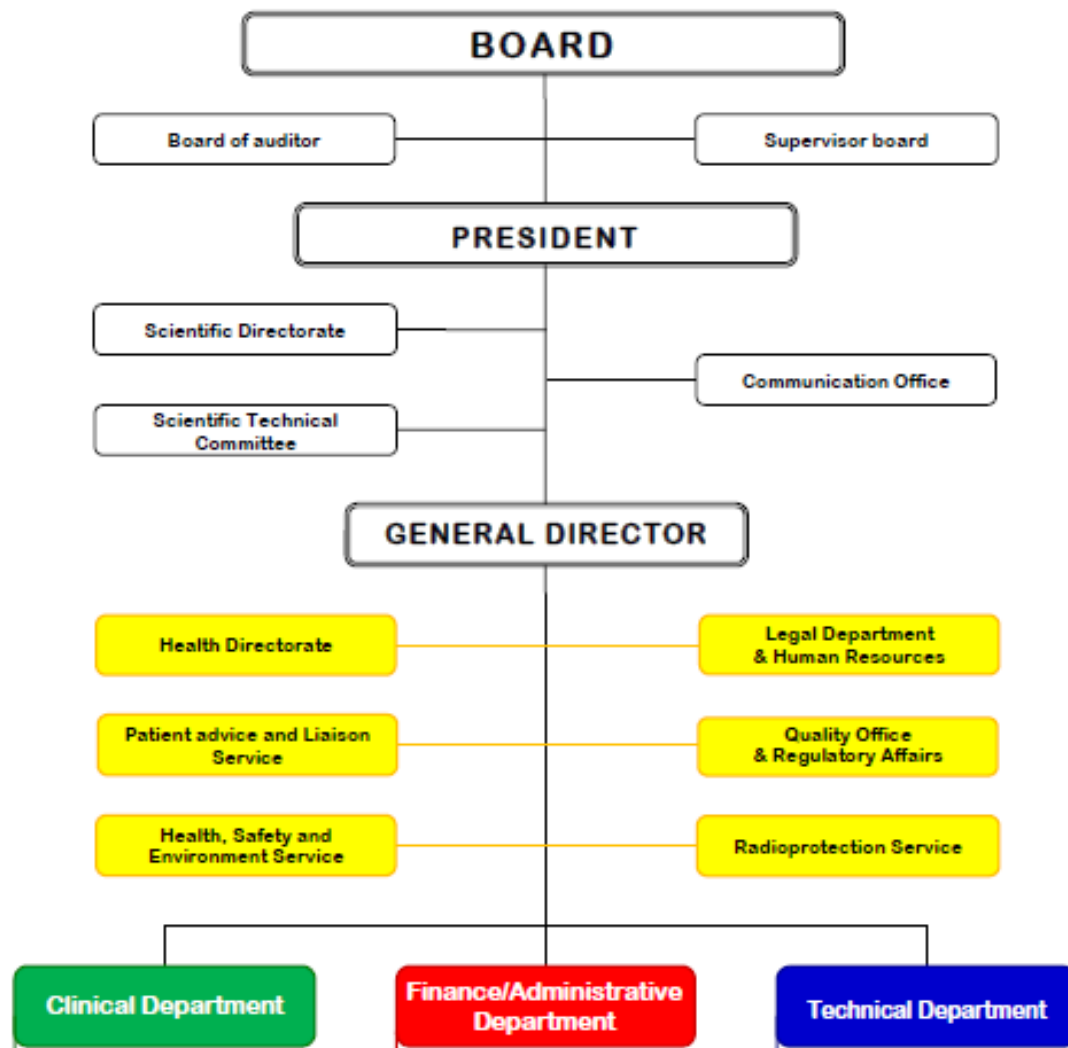 BOARD
Board of auditor
Supervisor board
PRESIDENT
Scientific Directorate
Communication Office
Scientific Technical
Committee
GENERAL DIRECTOR
Health Directorate
Legal Department
& Human Resources
Patient advice and Liaison
Service
Quality Office
& Regulatory Affairs
Health, Safety and
Environment Service
Radioprotection Service
Clinical Department
Finance/Administrative
Department
Technical Department